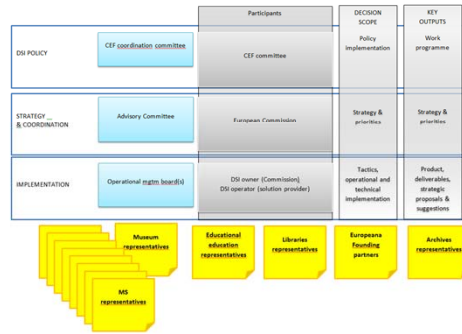 Participants
DECISION
SCOPE
KEY
OUTPUTS
DSI POLICY
CEF coordination committee
CEF committee
Policy
implementation
Work
programme
STRATEGY
& COORDINATION
Advisory Committee
European Commission
Strategy &
priorities
Strategy &
priorities
IMPLEMENTATION
Operational mgtm board(s)
DSI owner (Commission)
DSI operator (solution provider)
Tactics,
operational and
technical
implementation
Product,
deliverables,
strategic
proposals &
suggestions
Museum
representatives
Educational
education
representatives
Libraries
representatives
Europeana
Founding
partners
Archives
representatives
MS
representatives